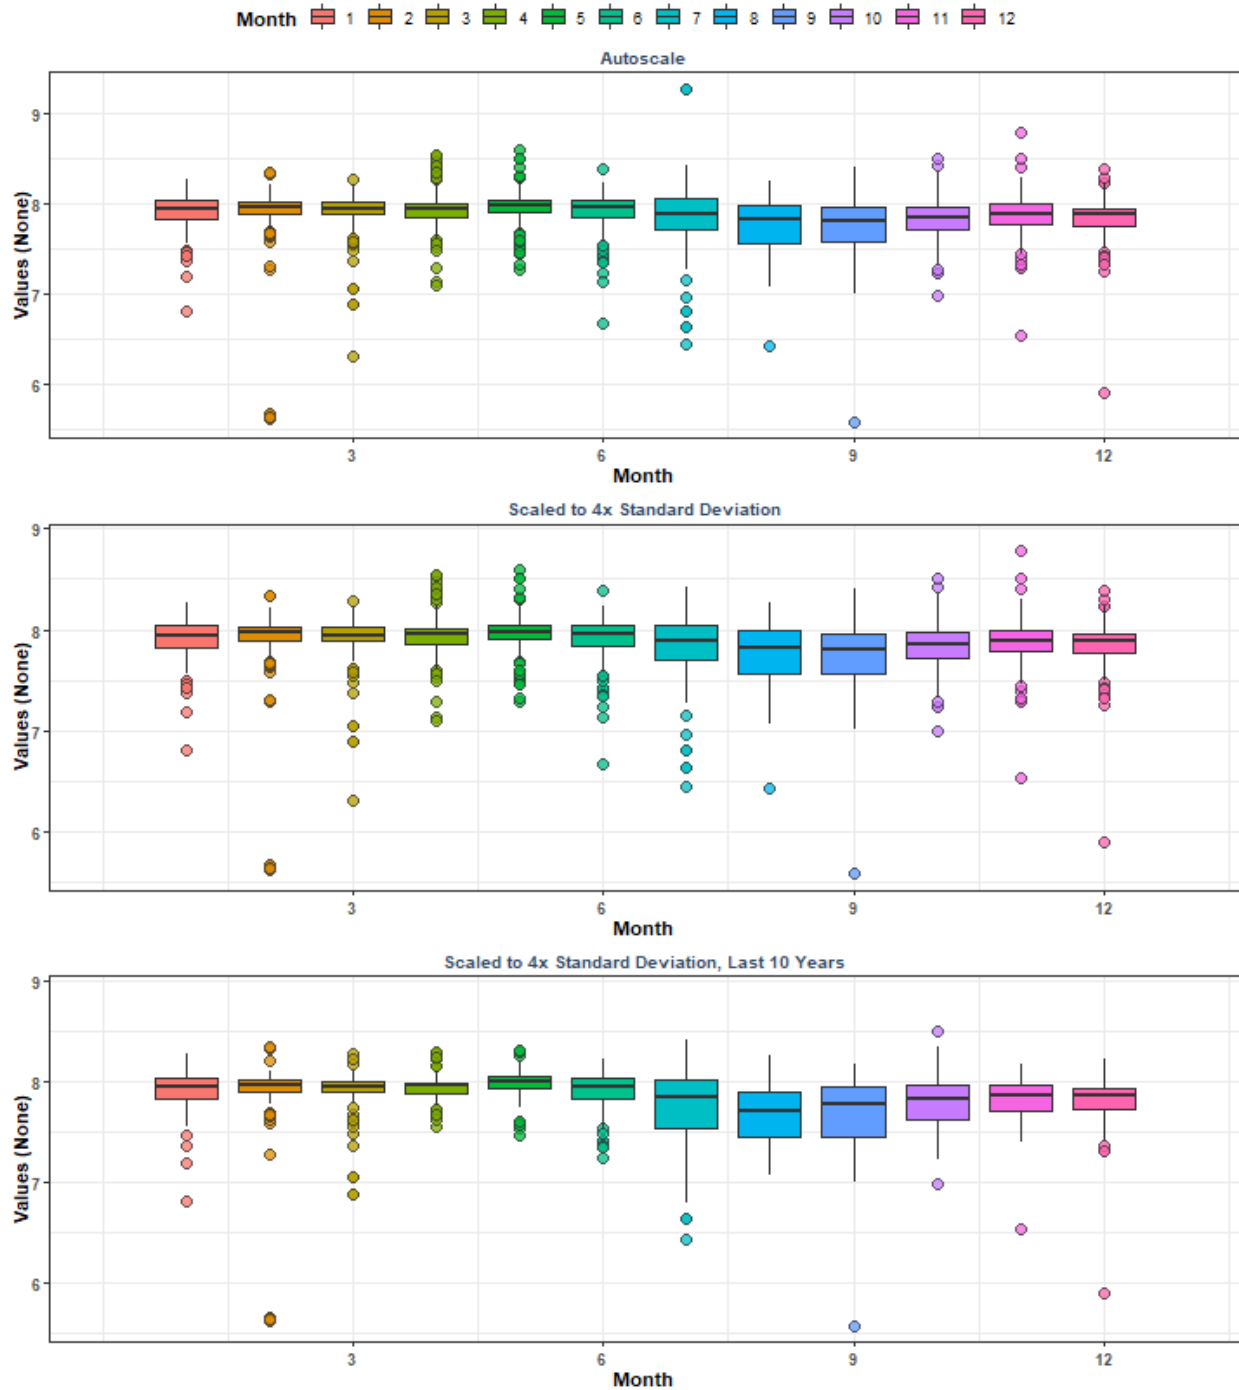 Month 1 2 3 4 5 6 7 8 9 10 11 12
Autoscale
Values (None)
9
8
7
6
3 6 9 12
Month
Scaled to 4x Standard Deviation
Values (None)
9
8
7
6
3 6 9 12
Month
Scaled to 4x Standard Deviation, Last 10 Years
Values (None)
9
8
7
6
3 6 9 12
Month